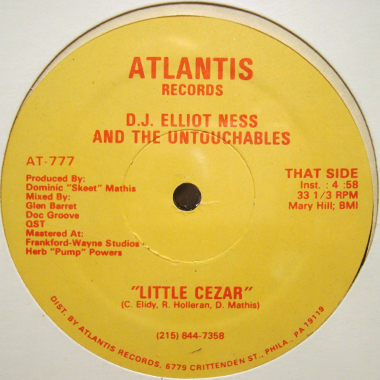 ATLANTIS
RECORDS
D.J. ELLIOT NESS
AND THE UNTOUCHABLES
AT-777
Produced By:
Dominic "Skeet" Mathis
Mixed By:
Glen Barret
Doc Groove
QST
Mastered At:
Frankford-Wayne Studios
Herb "Pump" Powers
THAT SIDE
Inst. : 4 :58
33 1/3 RPM
Mary Hill; BMI
"LITTLE CEZAR"
(C. Elidy, R. Holleran, D. Mathis)
(215) 844-7358
DIST. BY ATLANTIS RECORDS, 6779 CRITTENDEN ST., PHILA., PA 19119